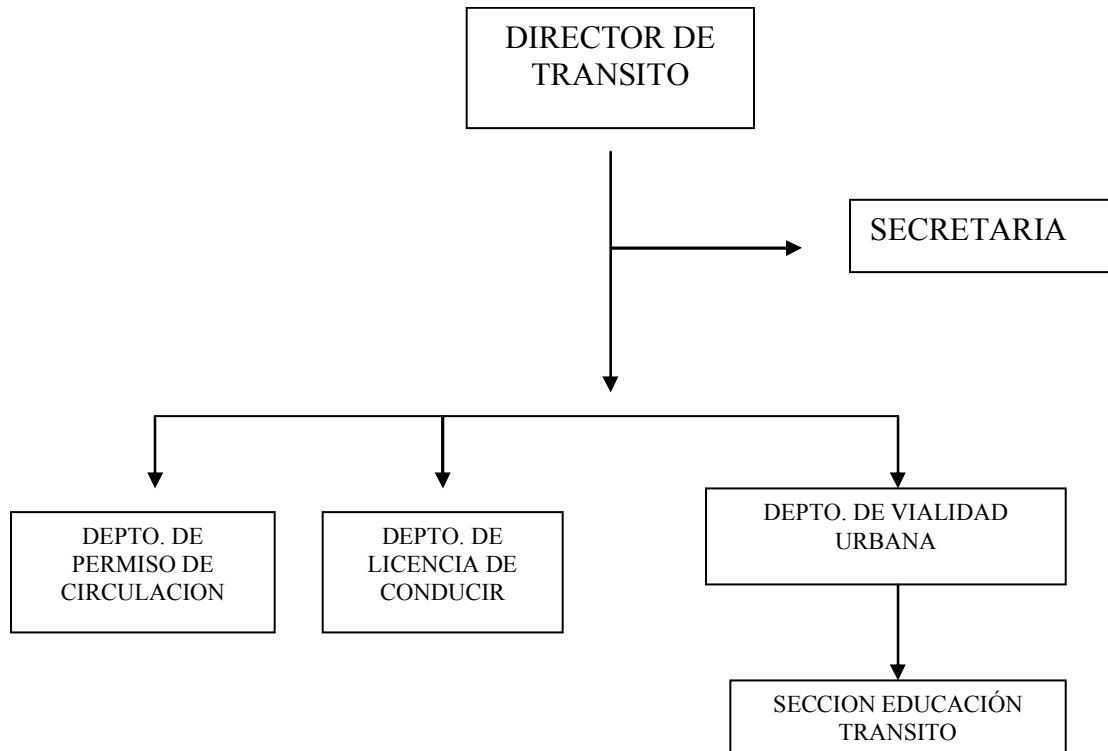 DIRECTOR DE
TRANSITO
SECRETARIA
DEPTO. DE
PERMISO DE
CIRCULACION
DEPTO. DE
LICENCIA DE
CONDUCIR
DEPTO. DE VIALIDAD
URBANA
SECCION EDUCACIÓN
TRANSITO